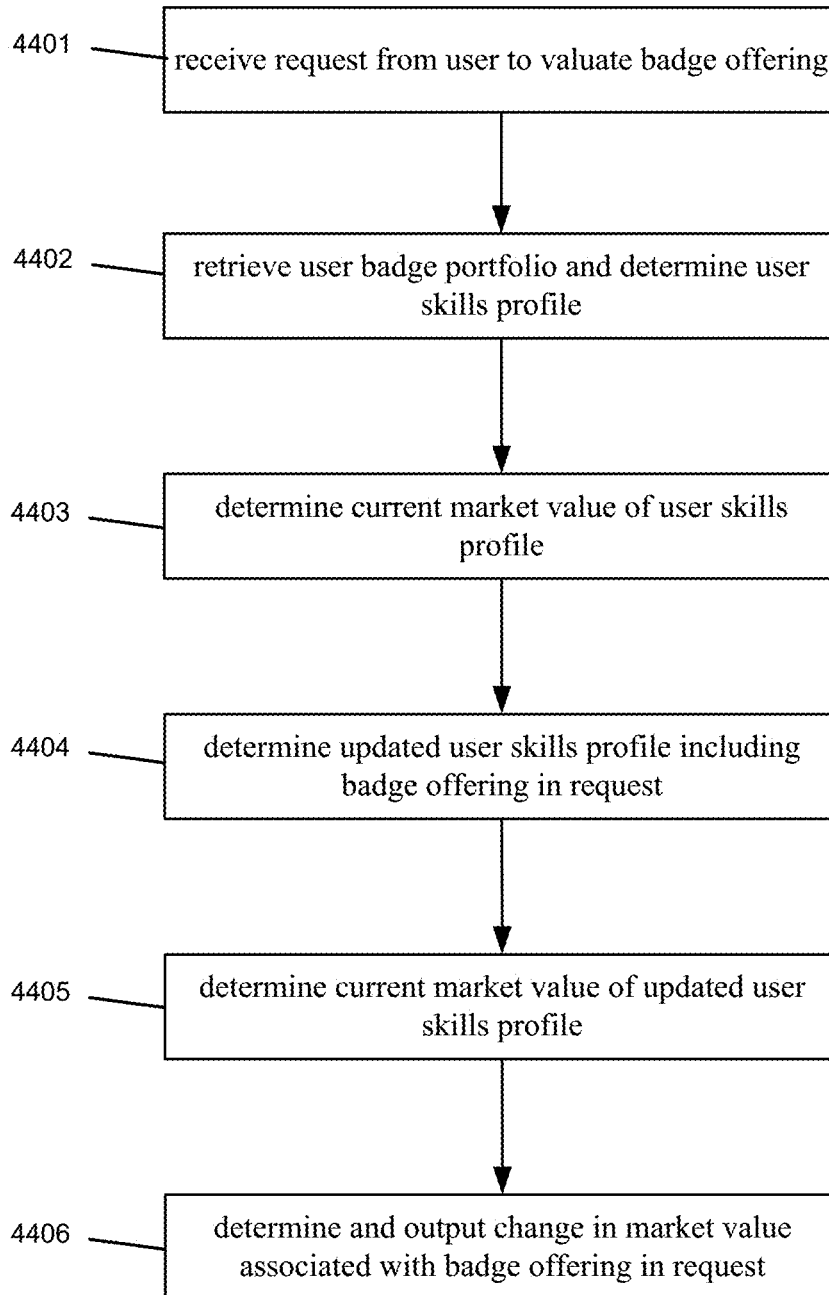 4401
receive request from user to valuate badge offering
4402
retrieve user badge portfolio and determine user
skills profile
4403
determine current market value of user skills
profile
4404
determine updated user skills profile including
badge offering in request
4405
determine current market value of updated user
skills profile
4406
determine and output change in market value
associated with badge offering in request